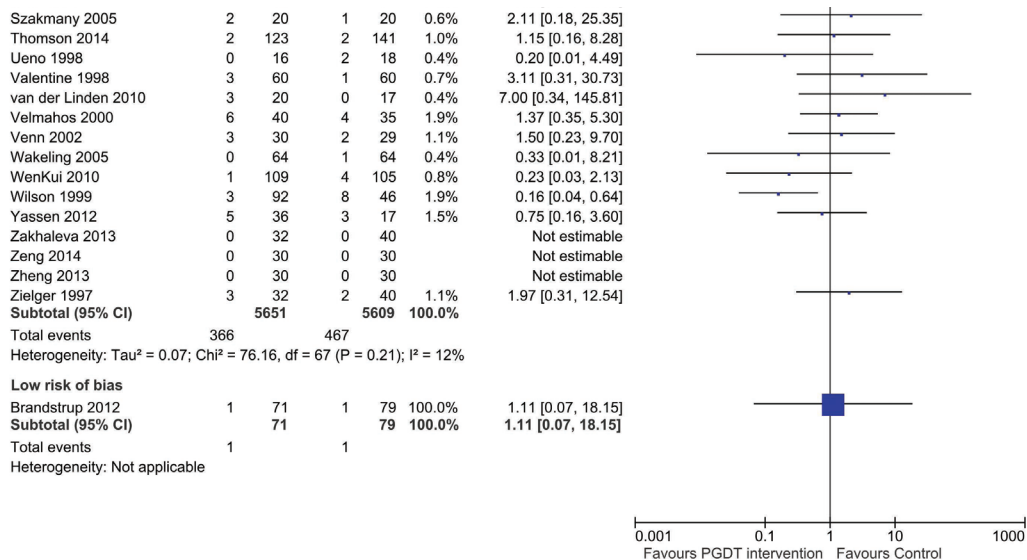 Szakmany 2005 2 20 1 20 0.6% 2.11 [0.18, 25.35]
Thomson 2014 2 123 2 141 1.0% 1.15 [0.16, 8.28]
Ueno 1998 0 16 2 18 0.4% 0.20 [0.01, 4.49]
Valentine 1998 3 60 1 60 0.7% 3.11 [0.31, 30.73]
van der Linden 2010 3 20 0 17 0.4% 7.00 [0.34, 145.81]
Velmahos 2000 6 40 4 35 1.9% 1.37 [0.35, 5.30]
Venn 2002 3 30 2 29 1.1% 1.50 [0.23, 9.70]
Wakeling 2005 0 64 1 64 0.4% 0.33 [0.01, 8.21]
WenKui 2010 1 109 4 105 0.8% 0.23 [0.03, 2.13]
Wilson 1999 3 92 8 46 1.9% 0.16 [0.04, 0.64]
Yassen 2012 5 36 3 17 1.5% 0.75 [0.16, 3.60]
Zakhaleva 2013 0 32 0 40 Not estimable
Zeng 2014 0 30 0 30 Not estimable
Zheng 2013 0 30 0 30 Not estimable
Zielger 1997 3 32 2 40 1.1% 1.97 [0.31, 12.54]
Subtotal (95% CI) 5651 5609 100.0%
Total events 366 467
Heterogeneity: Tau² = 0.07; Chi² = 76.16, df = 67 (P = 0.21); I² = 12%
Low risk of bias
Brandstrup 2012 1 71 1 79 100.0% 1.11 [0.07, 18.15]
Subtotal (95% CI) 71 79 100.0% 1.11 [0.07, 18.15]
Total events 1 1
Heterogeneity: Not applicable
0.001 0.1 1 10 1000
Favours PGDT intervention Favours Control